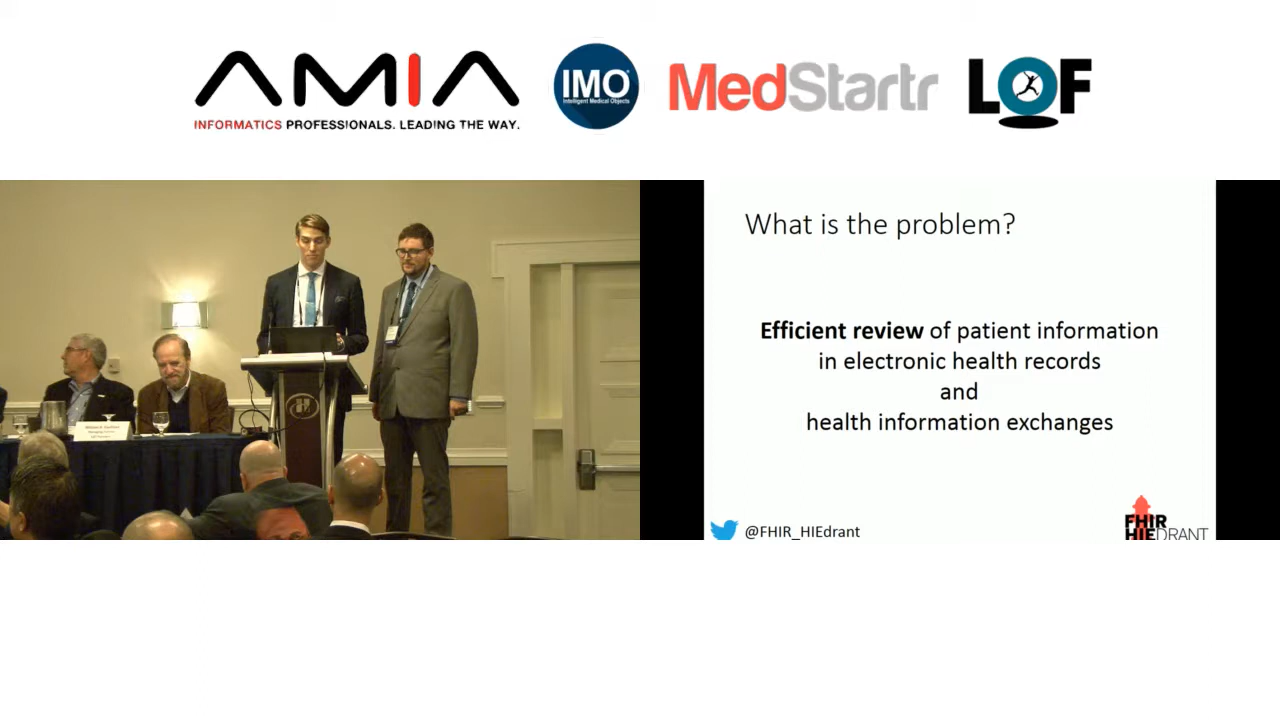 AMIA
INFORMATICS PROFESSIONALS. LEADING THE WAY.
IMO
Intelligent Medical Objects
MedStartr
LOF
What is the problem?
Efficient review of patient information
in electronic health records
and
health information exchanges
@FHIR_HIEdrant
FHIR
HIEDRANT